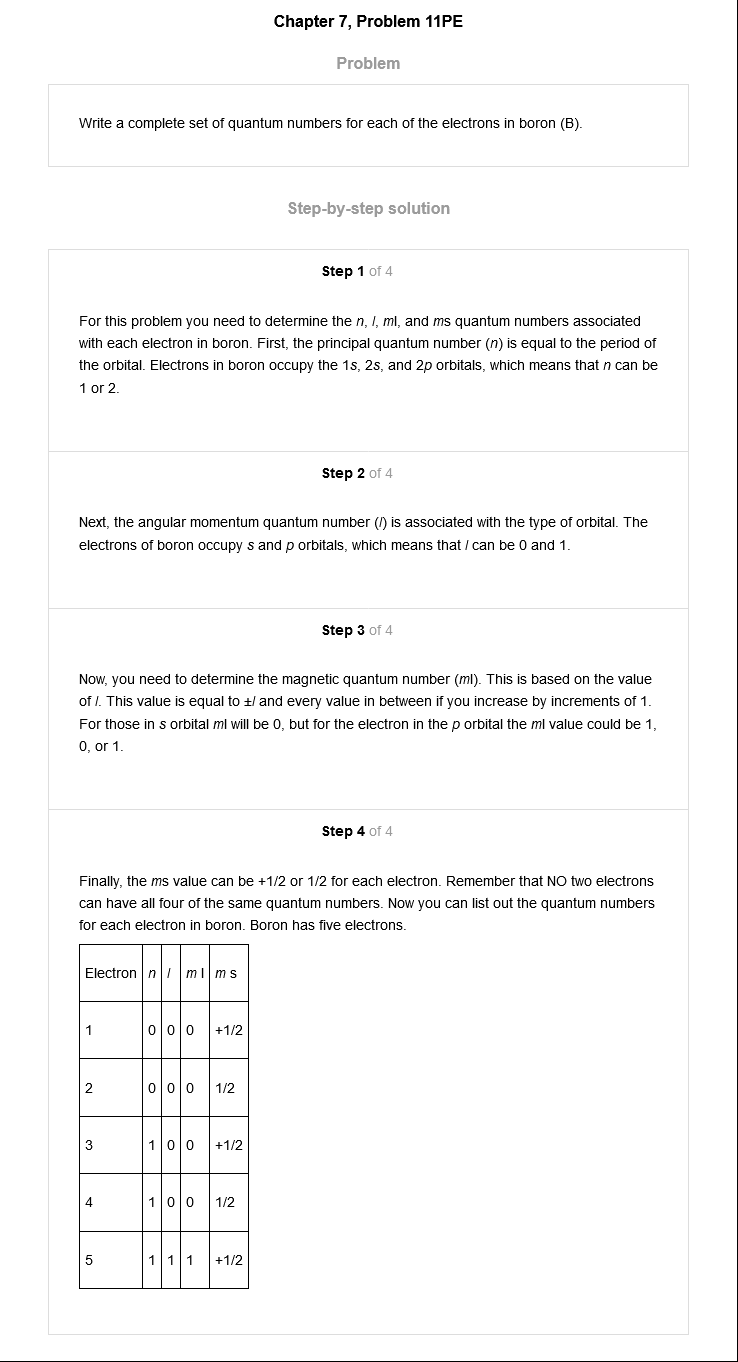 Chapter 7, Problem 11PE
Problem
Write a complete set of quantum numbers for each of the electrons in boron (B).
Step-by-step solution
Step 1 of 4
For this problem you need to determine the n, l, ml, and ms quantum numbers associated
with each electron in boron. First, the principal quantum number (n) is equal to the period of
the orbital. Electrons in boron occupy the 1s, 2s, and 2p orbitals, which means that n can be
1 or 2.
Step 2 of 4
Next, the angular momentum quantum number (l) is associated with the type of orbital. The
electrons of boron occupy s and p orbitals, which means that l can be 0 and 1.
Step 3 of 4
Now, you need to determine the magnetic quantum number (ml). This is based on the value
of l. This value is equal to ±l and every value in between if you increase by increments of 1.
For those in s orbital ml will be 0, but for the electron in the p orbital the ml value could be 1,
0, or 1.
Step 4 of 4
Finally, the ms value can be +1/2 or 1/2 for each electron. Remember that NO two electrons
can have all four of the same quantum numbers. Now you can list out the quantum numbers
for each electron in boron. Boron has five electrons.
Electron n l m l m s
1 0 0 0 +1/2
2 0 0 0 1/2
3 1 0 0 +1/2
4 1 0 0 1/2
5 1 1 1 +1/2